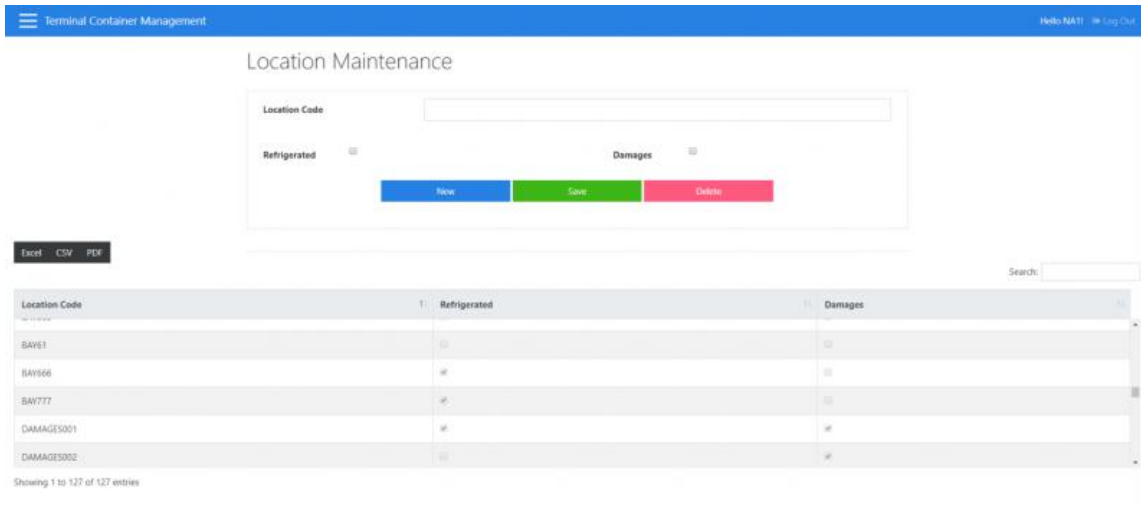 Terminal Container Management Hello NAT! Log Out
Location Maintenance
Location Code
Refrigerated Damages
New Save Delete
Excel CSV PDF
Search:
Location Code Refrigerated Damages
BAY61
BAY666
BAY777
DAMAGES001
DAMAGES002
Showing 1 to 127 of 127 entries